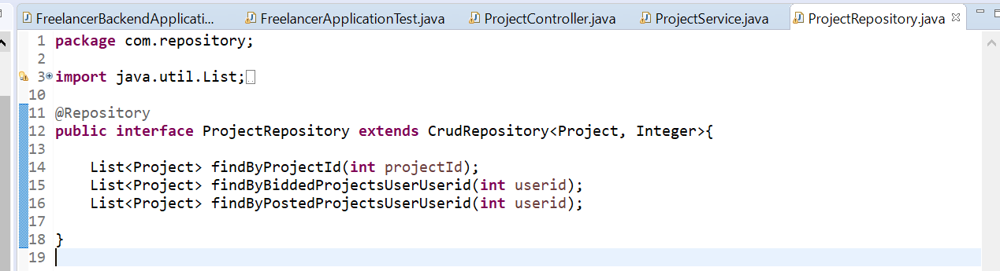 FreelancerBackendApplicati... FreelancerApplicationTest.java ProjectController.java ProjectService.java ProjectRepository.java
1 package com.repository;
2
3 import java.util.List;
10
11 @Repository
12 public interface ProjectRepository extends CrudRepository<Project, Integer>{
13
14     List<Project> findByProjectId(int projectId);
15     List<Project> findByBiddedProjectsUserUserid(int userid);
16     List<Project> findByPostedProjectsUserUserid(int userid);
17
18 }
19